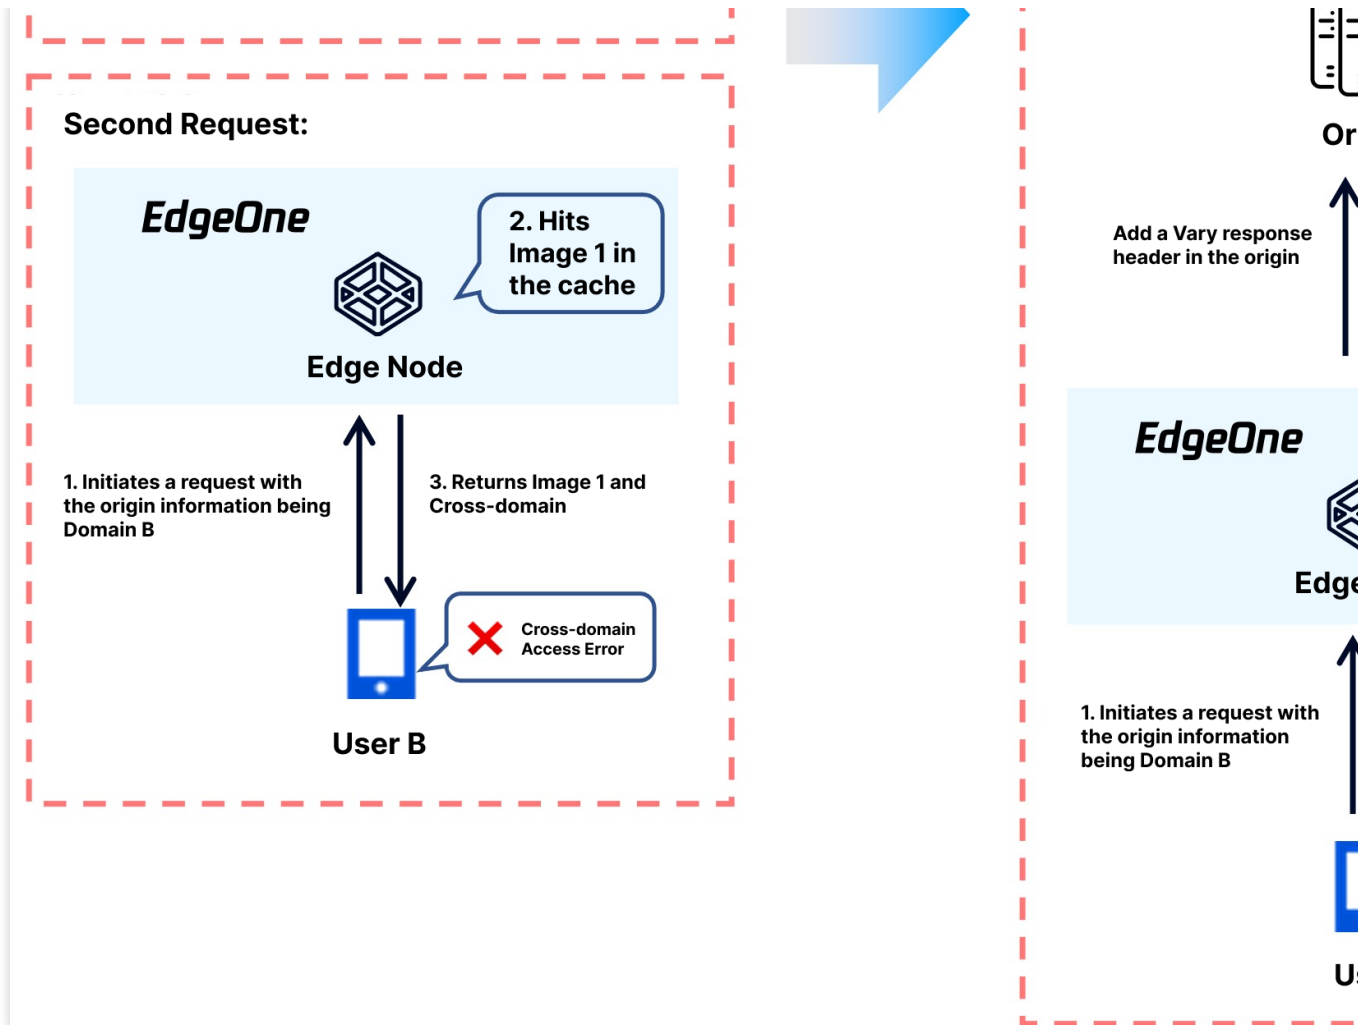 Second Request:
EdgeOne
2. Hits
Image 1 in
the cache
Edge Node
1. Initiates a request with
the origin information being
Domain B
3. Returns Image 1 and
Cross-domain
Cross-domain
Access Error
User B
Or
Add a Vary response
header in the origin
EdgeOne
Edge
1. Initiates a request with
the origin information
being Domain B
Us